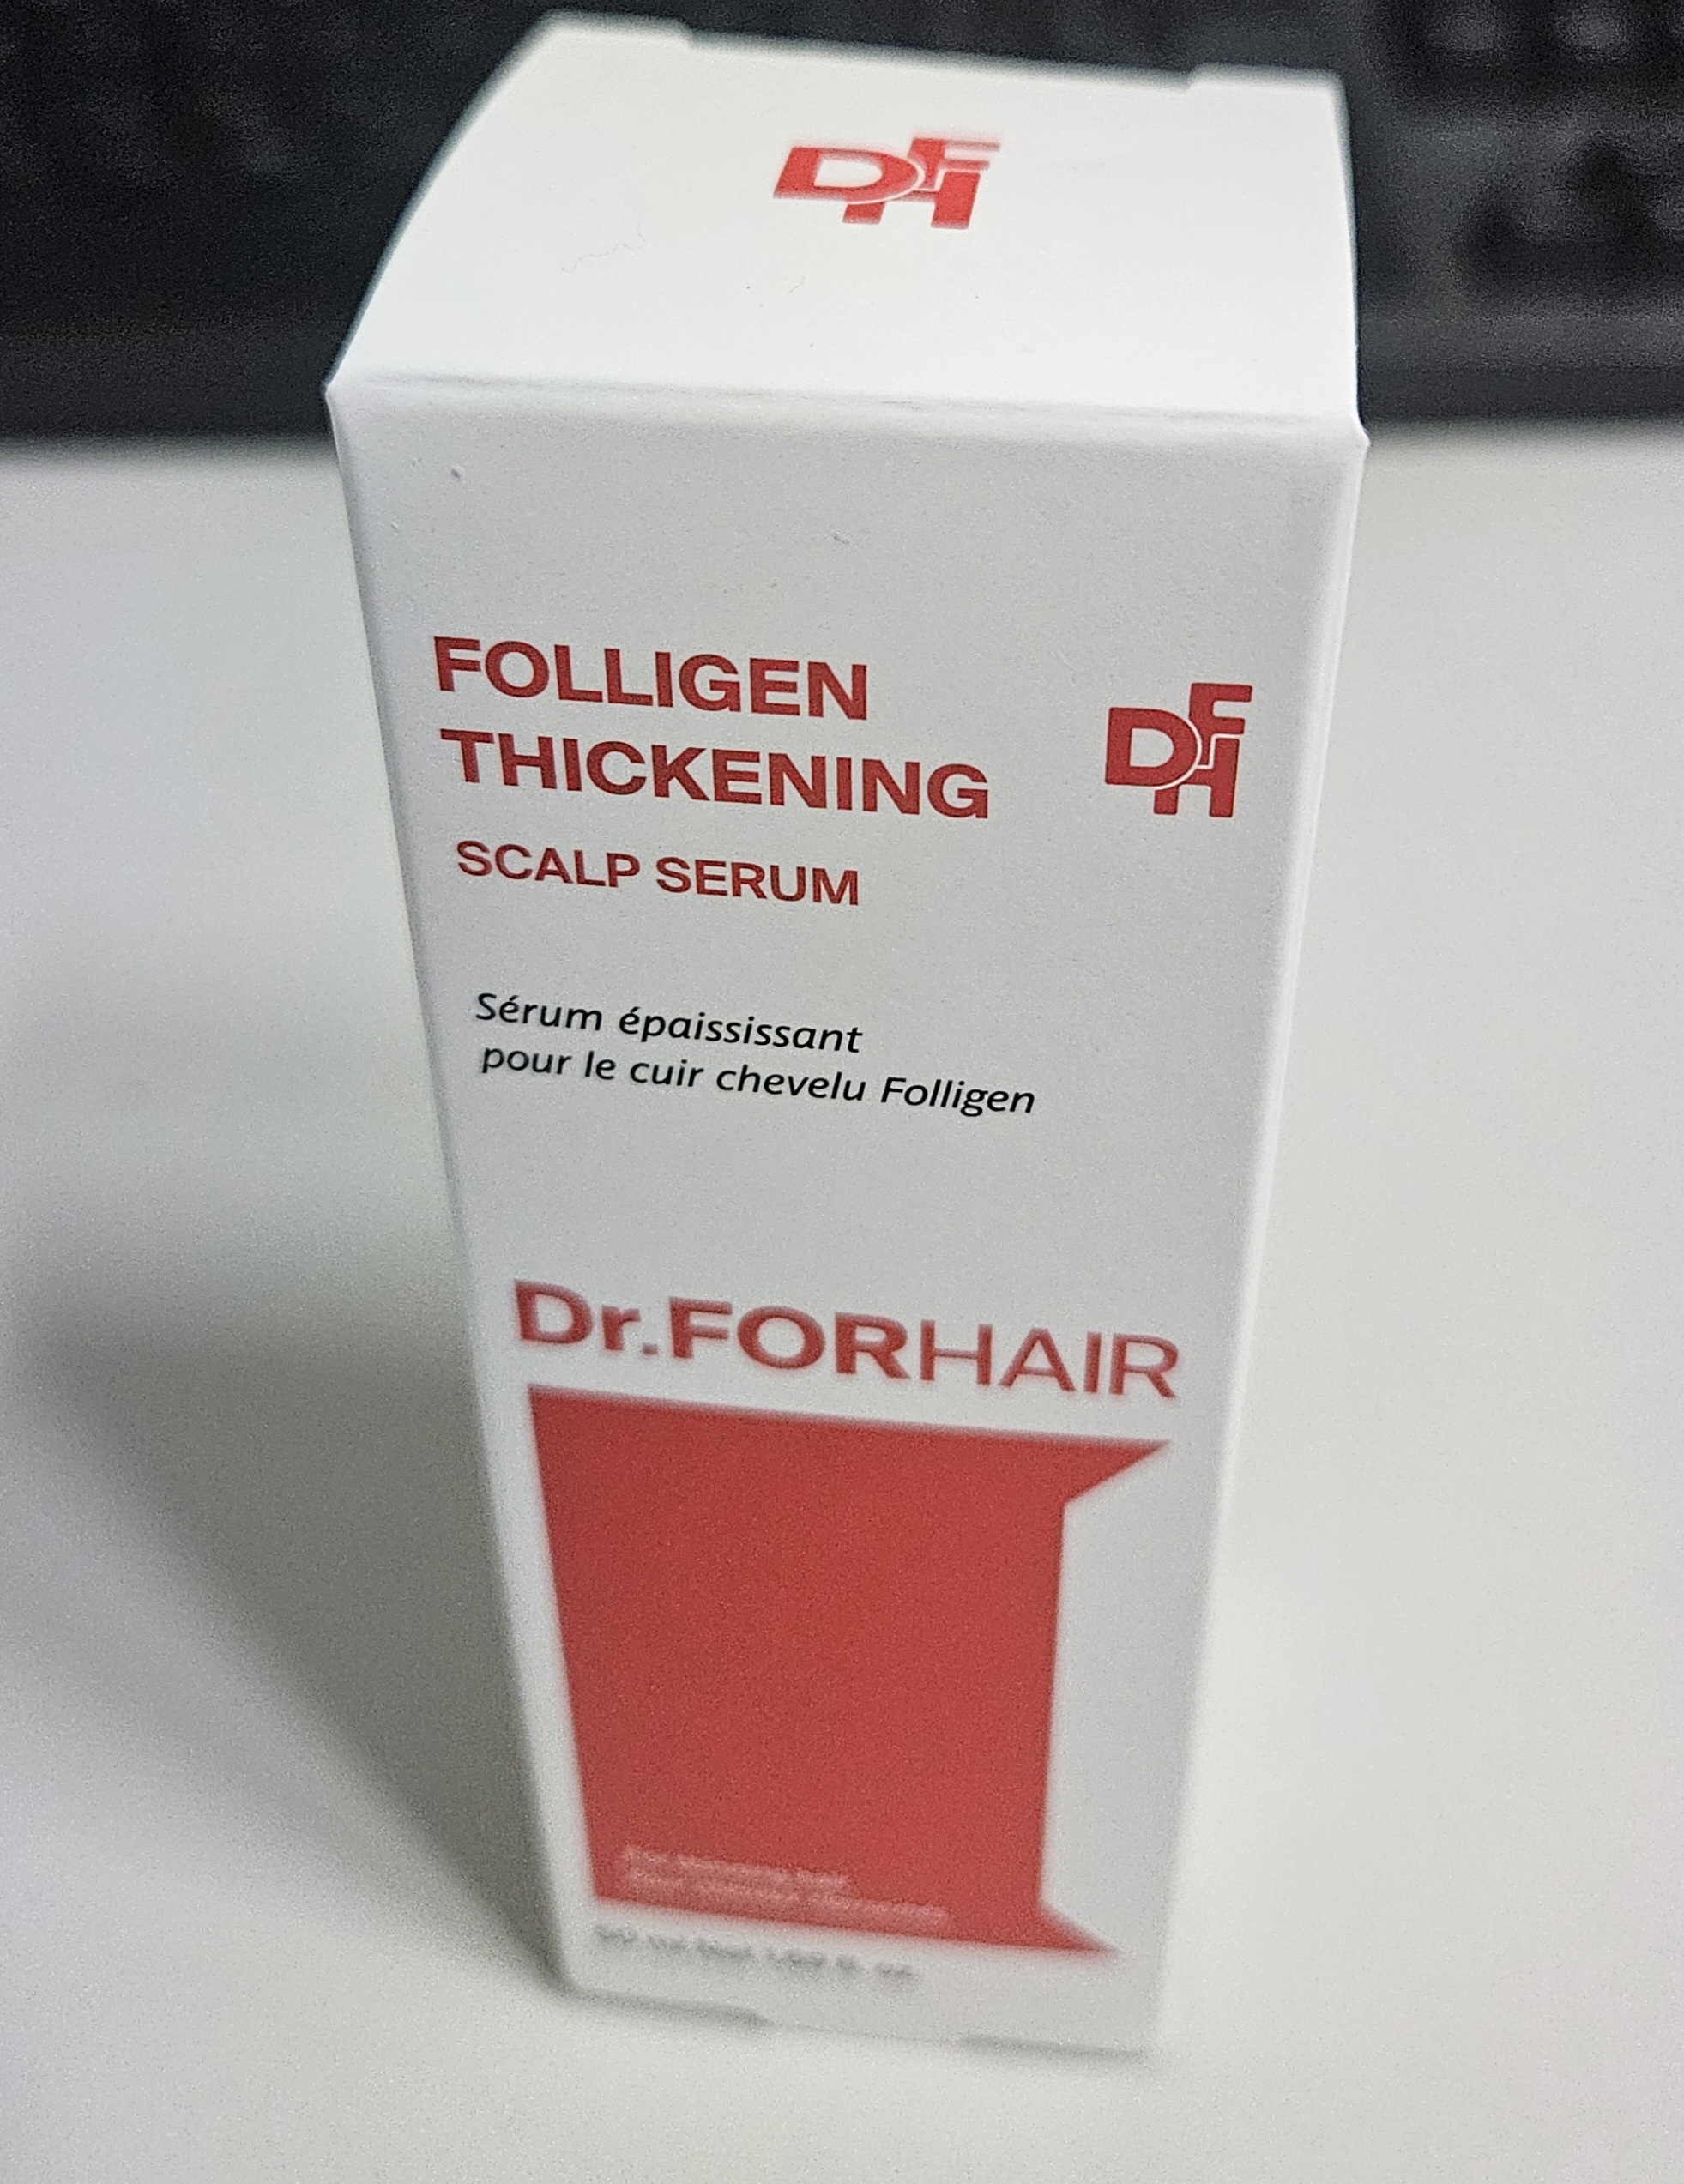 DFH
FOLLIGEN
THICKENING
DFH
SCALP SERUM
Sérum épaississant
pour le cuir chevelu Folligen
Dr.FORHAIR